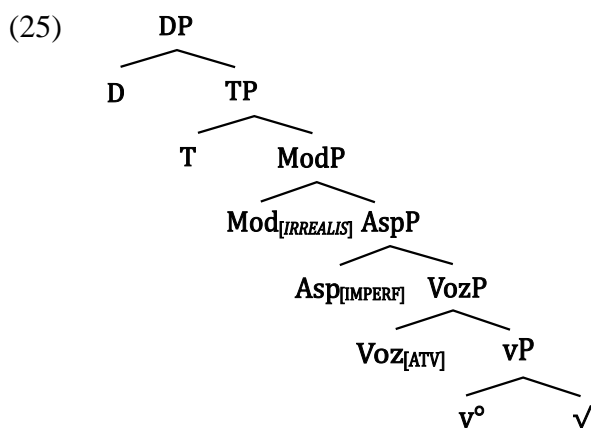 (25) DP
D TP
T ModP
Mod[IRREALIS] AspP
Asp[IMPERF] VozP
Voz[ATV] vP
v° √